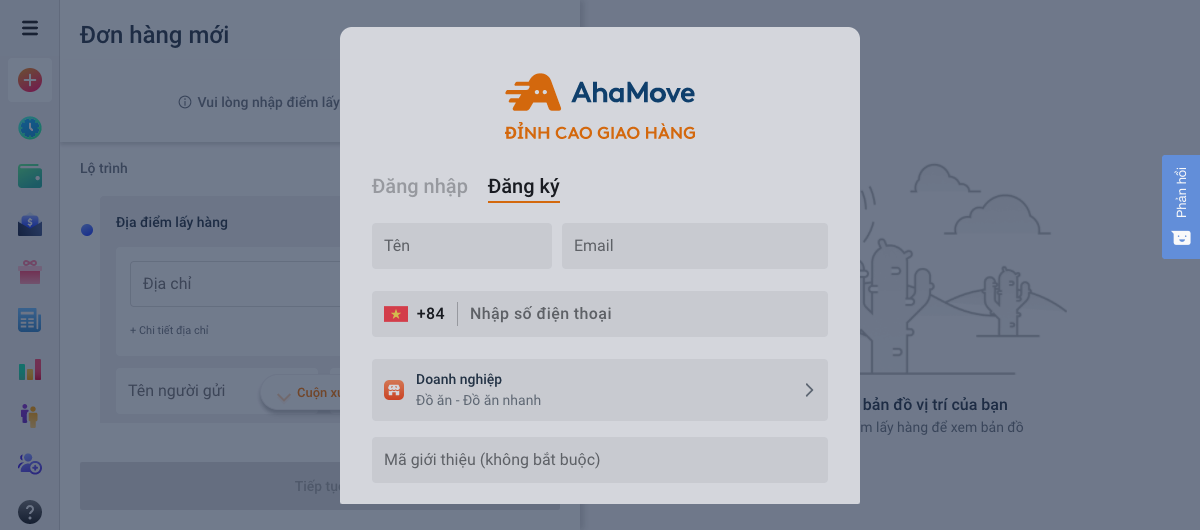 Đơn hàng mới
Vui lòng nhập điểm lấy
Lộ trình
Địa điểm lấy hàng
Địa chỉ
+ Chi tiết địa chỉ
Tên người gửi
Cuộn
Tiếp tục
AhaMove
ĐỈNH CAO GIAO HÀNG
Đăng nhập Đăng ký
Tên Email
+84 Nhập số điện thoại
Doanh nghiệp
Đồ ăn - Đồ ăn nhanh
Mã giới thiệu (không bắt buộc)
bản đồ vị trí của bạn
lấy hàng để xem bản đồ
Phản hồi